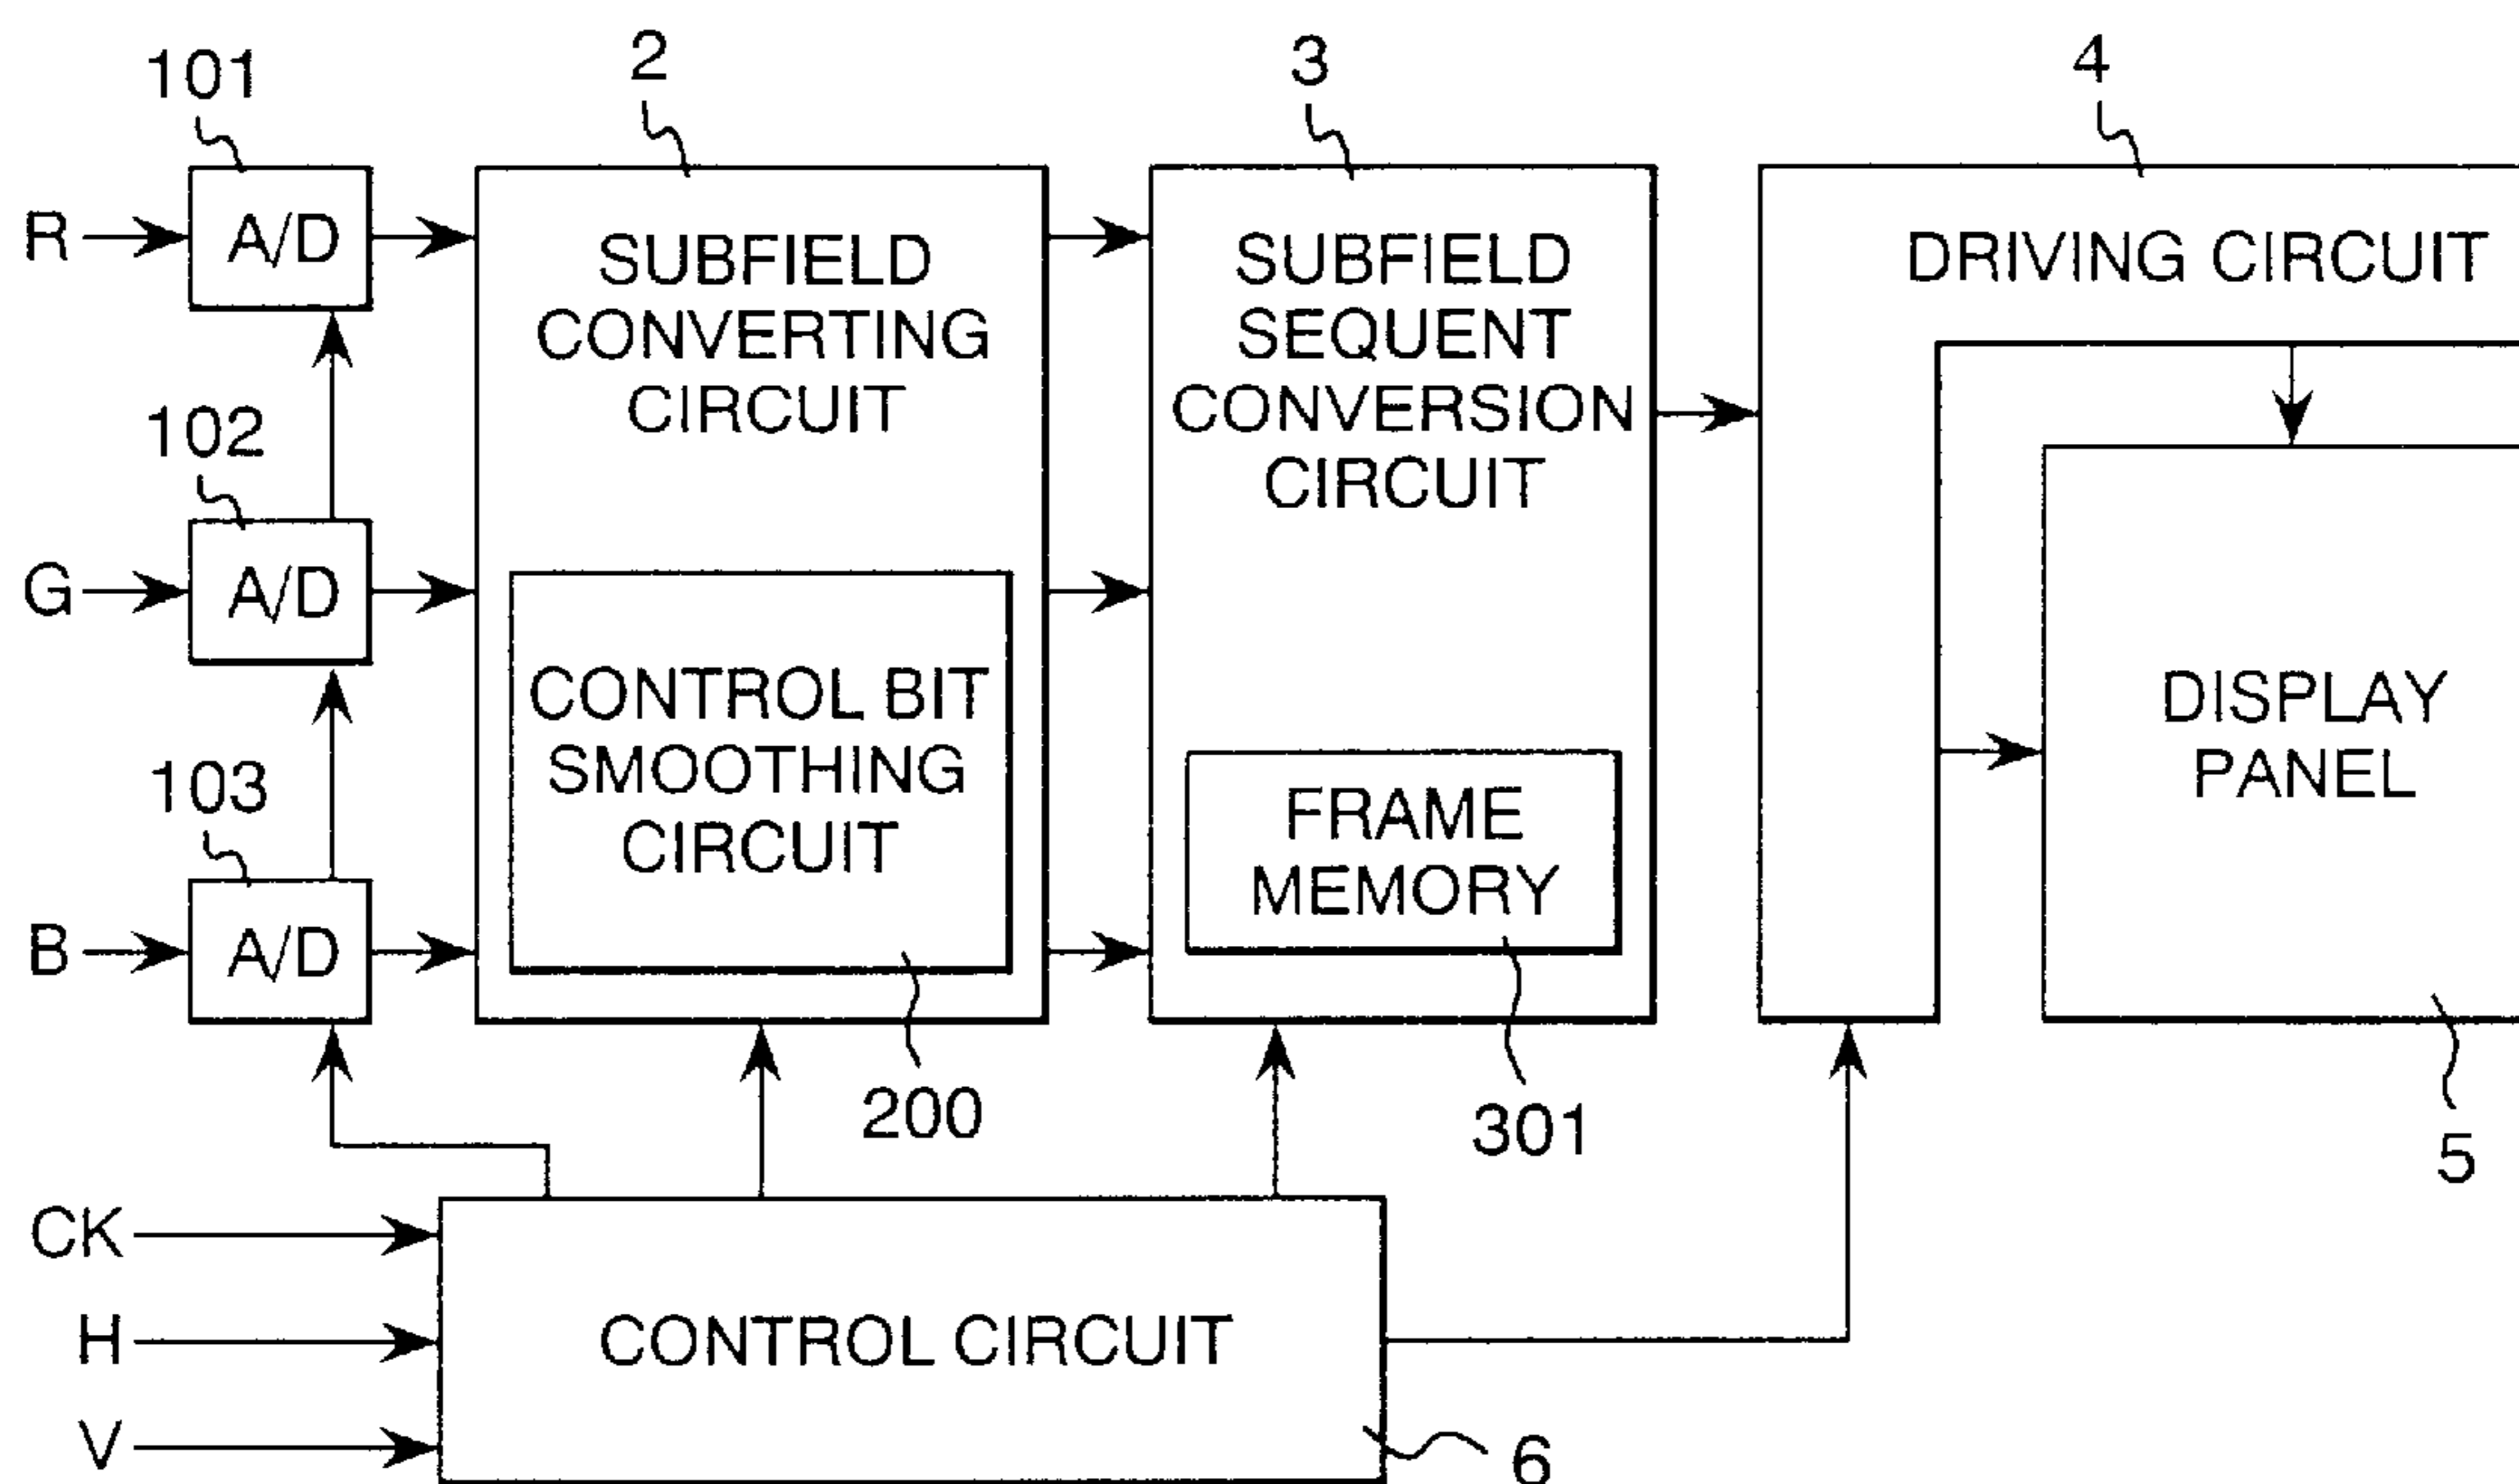 101
2
3
4
R
A/D
SUBFIELD
CONVERTING
CIRCUIT
SUBFIELD
SEQUENT
CONVERSION
CIRCUIT
DRIVING CIRCUIT
102
G
A/D
CONTROL BIT
SMOOTHING
CIRCUIT
DISPLAY
PANEL
103
FRAME
MEMORY
B
A/D
200
301
5
CK
H
V
CONTROL CIRCUIT
6